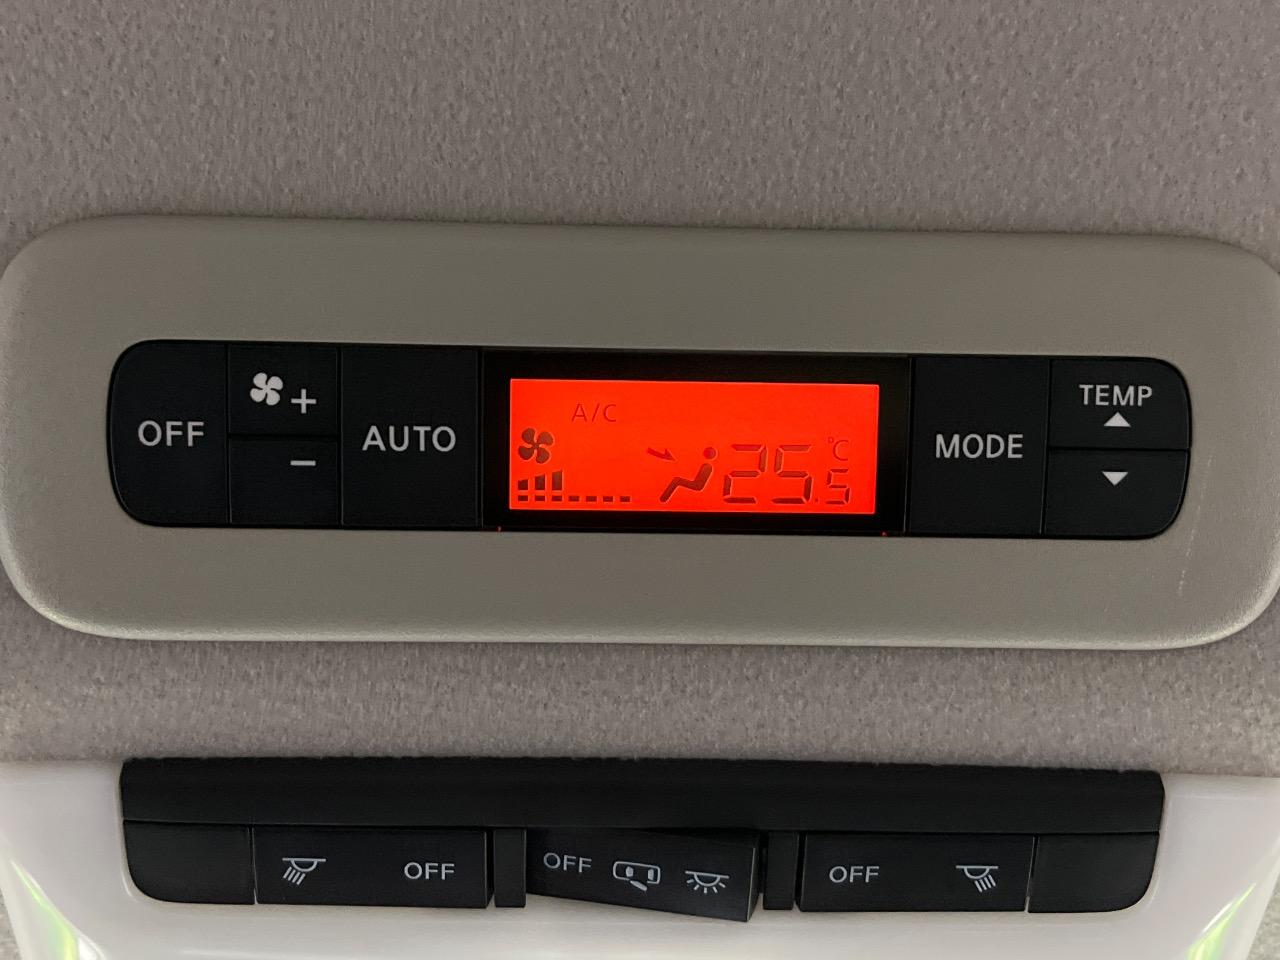 OFF
+
−
AUTO
A/C
25.5 °C
MODE
TEMP
OFF
OFF
OFF